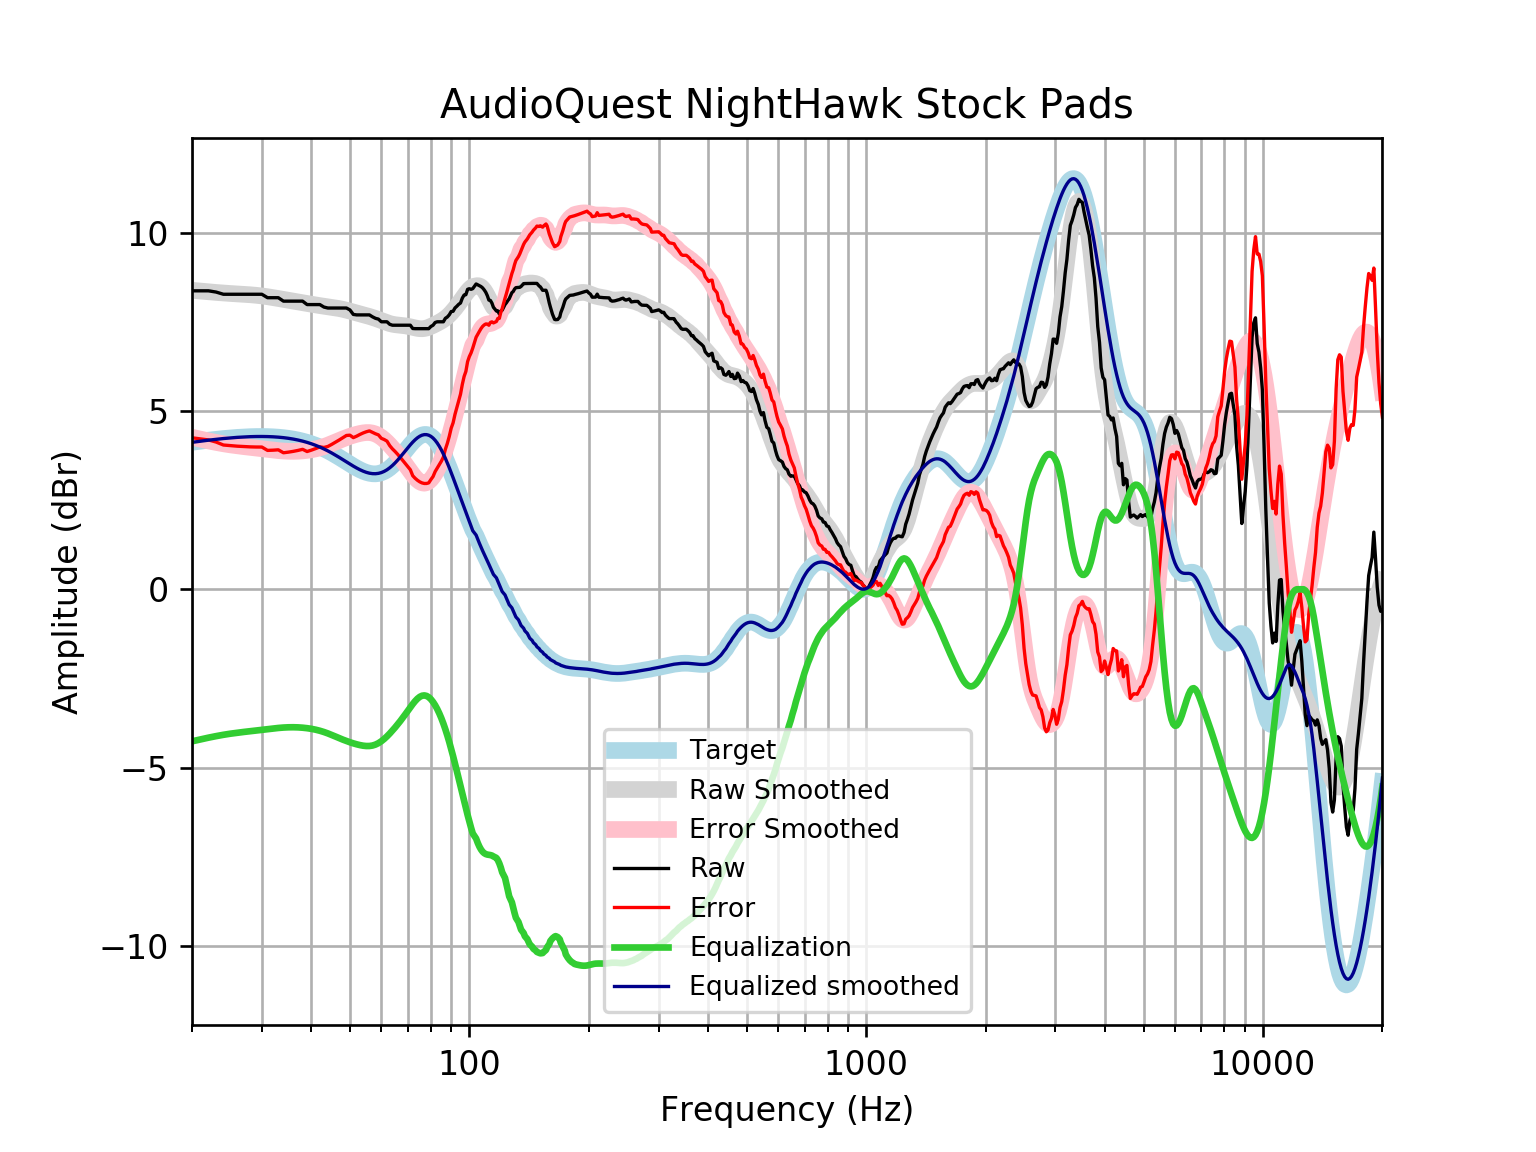 AudioQuest NightHawk Stock Pads
10
5
0
−5
−10
Amplitude (dBr)
Target
Raw Smoothed
Error Smoothed
Raw
Error
Equalization
Equalized smoothed
100 1000 10000
Frequency (Hz)